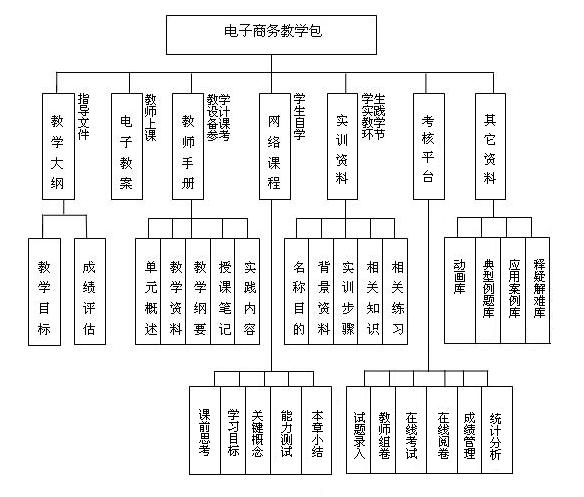 电子商务教学包
教学大纲
指导文件
电子教案
教师上课
教师手册
教学设计备课参考
网络课程
学生自学
实训资料
学生实践教学环节
考核平台
其它资料
教学目标
成绩评估
单元概述
教学资料
教学纲要
授课笔记
实践内容
名称目的
背景资料
实训步骤
相关知识
相关练习
动画库
典型例题库
应用案例库
释疑解难库
课前思考
学习目标
关键概念
能力测试
本章小结
试题录入
教师组卷
在线考试
在线阅卷
成绩管理
统计分析